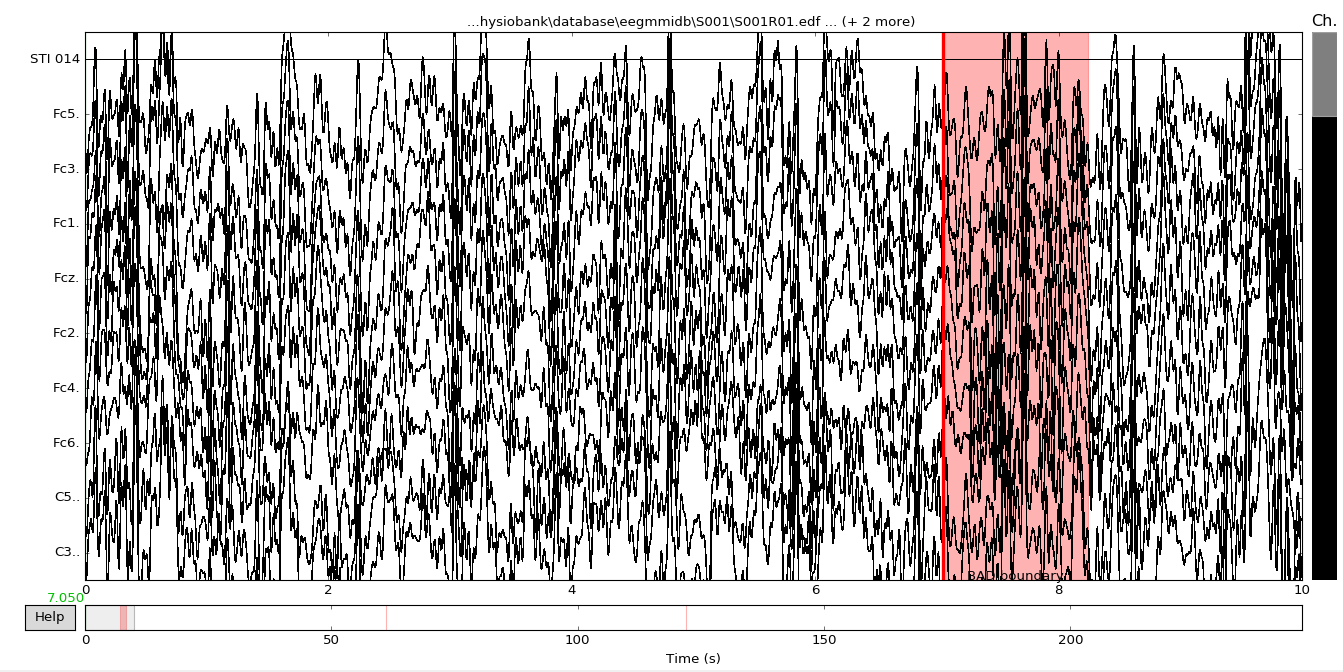 ...hysiobank\database\eegmmidb\S001\S001R01.edf ... (+ 2 more)
Ch.
STI 014
Fc5.
Fc3.
Fc1.
Fcz.
Fc2.
Fc4.
Fc6.
C5..
C3..
BAD boundary
0 2 4 6 8 10
7.050
Help
0 50 100 150 200
Time (s)